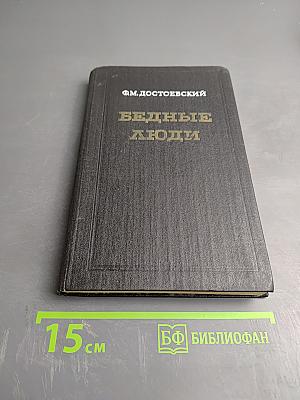 Ф.М.ДОСТОЕВСКИЙ
БЕДНЫЕ
ЛЮДИ
15 см
БФ БИБЛИОФАН